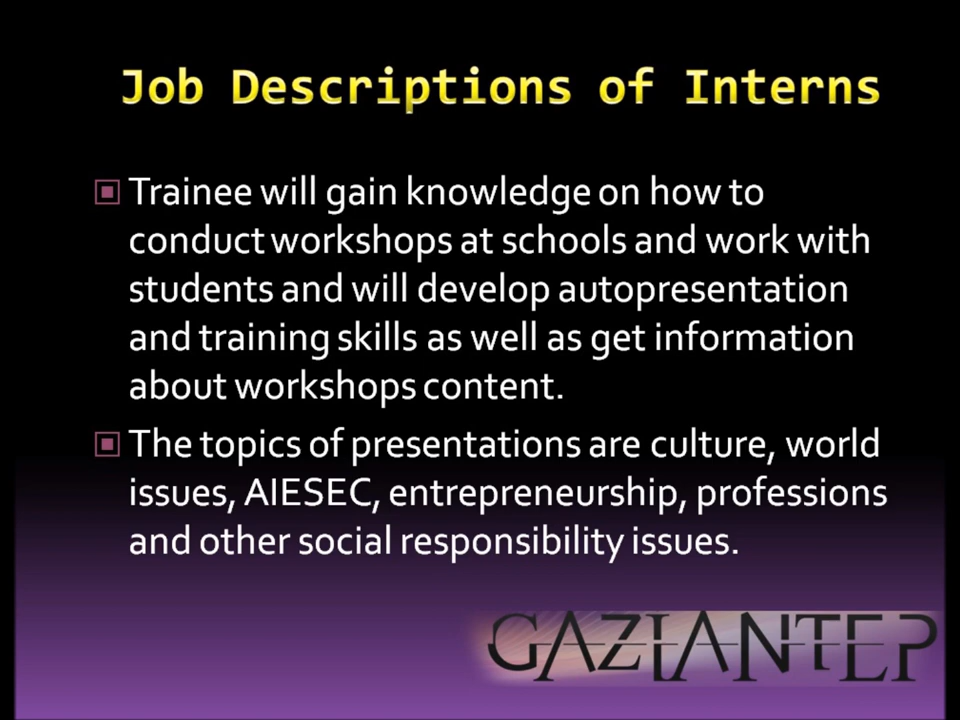 Job Descriptions of Interns
Trainee will gain knowledge on how to
conduct workshops at schools and work with
students and will develop autopresentation
and training skills as well as get information
about workshops content.
The topics of presentations are culture, world
issues, AIESEC, entrepreneurship, professions
and other social responsibility issues.
GAZIANTEP